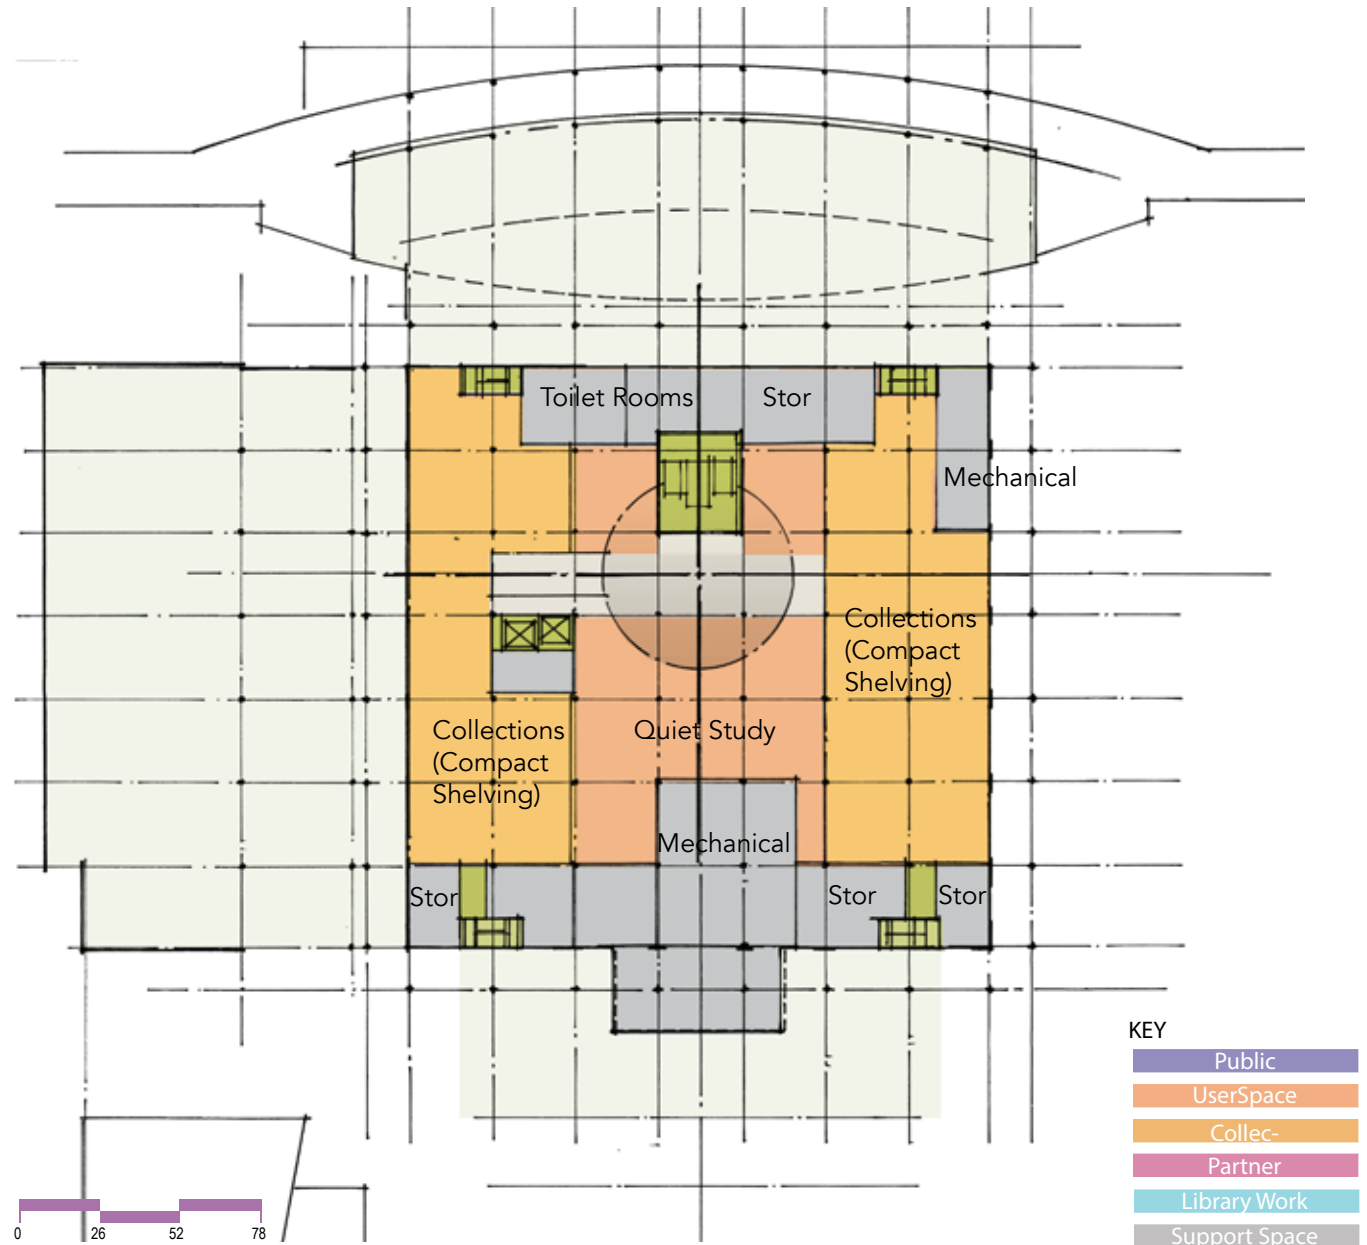 Toilet Rooms
Stor
Mechanical
Collections
(Compact
Shelving)
Collections
(Compact
Shelving)
Quiet Study
Mechanical
Stor
Stor
Stor
KEY
Public
UserSpace
Collec-
Partner
Library Work
Support Space
0 26 52 78